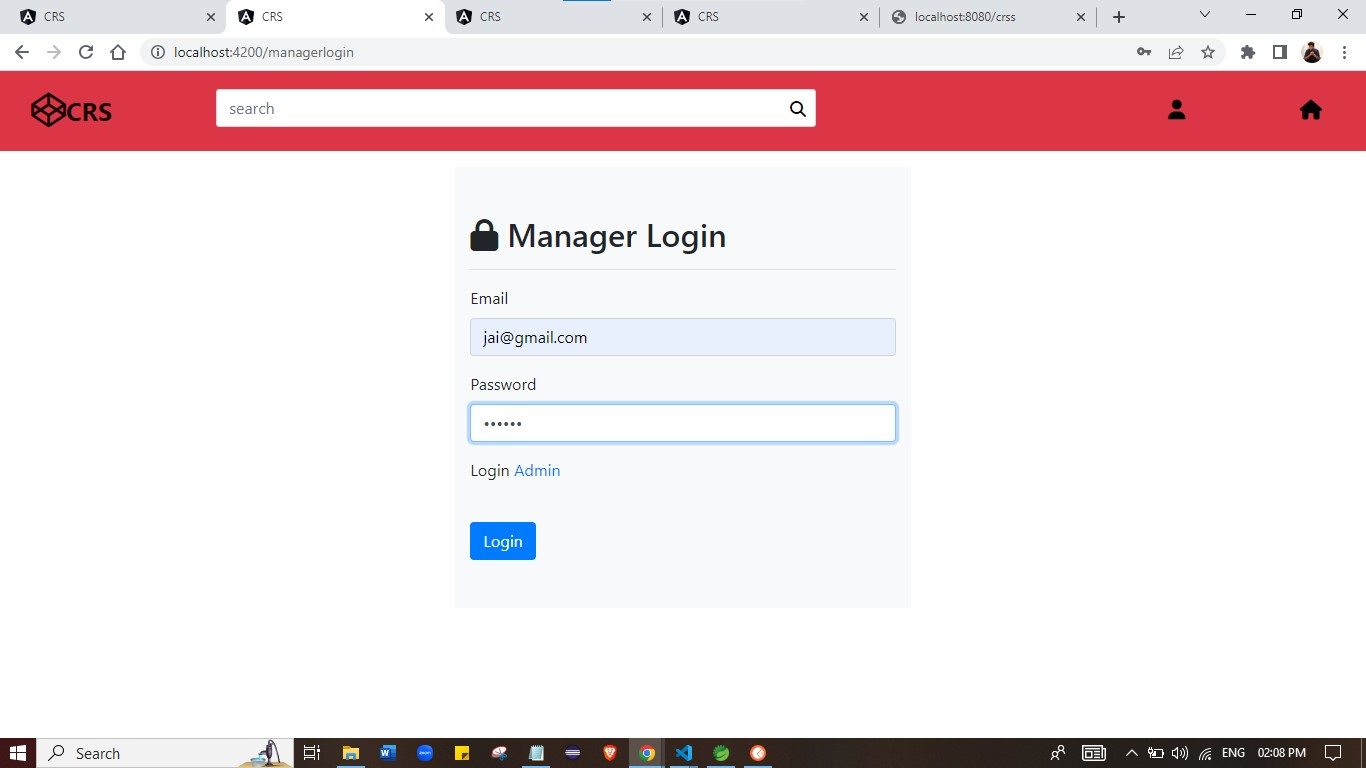 CRS
CRS
CRS
CRS
localhost:8080/crss
localhost:4200/managerlogin
CRS
search
Manager Login
Email
jai@gmail.com
Password
••••••
Login Admin
Login
Search
ENG
02:08 PM